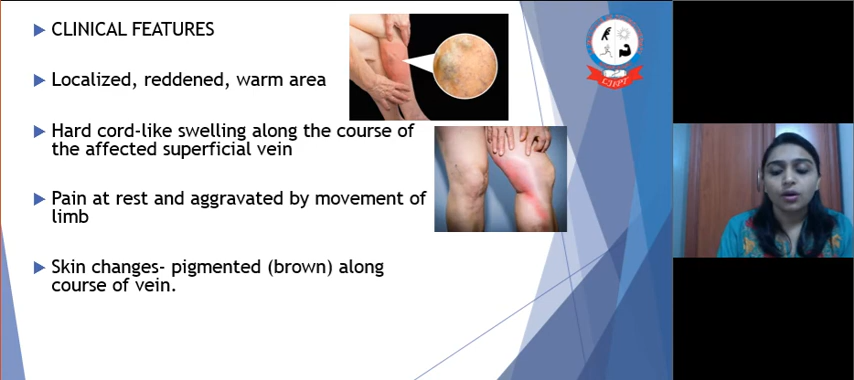 CLINICAL FEATURES
Localized, reddened, warm area
Hard cord-like swelling along the course of
the affected superficial vein
Pain at rest and aggravated by movement of
limb
Skin changes- pigmented (brown) along
course of vein.